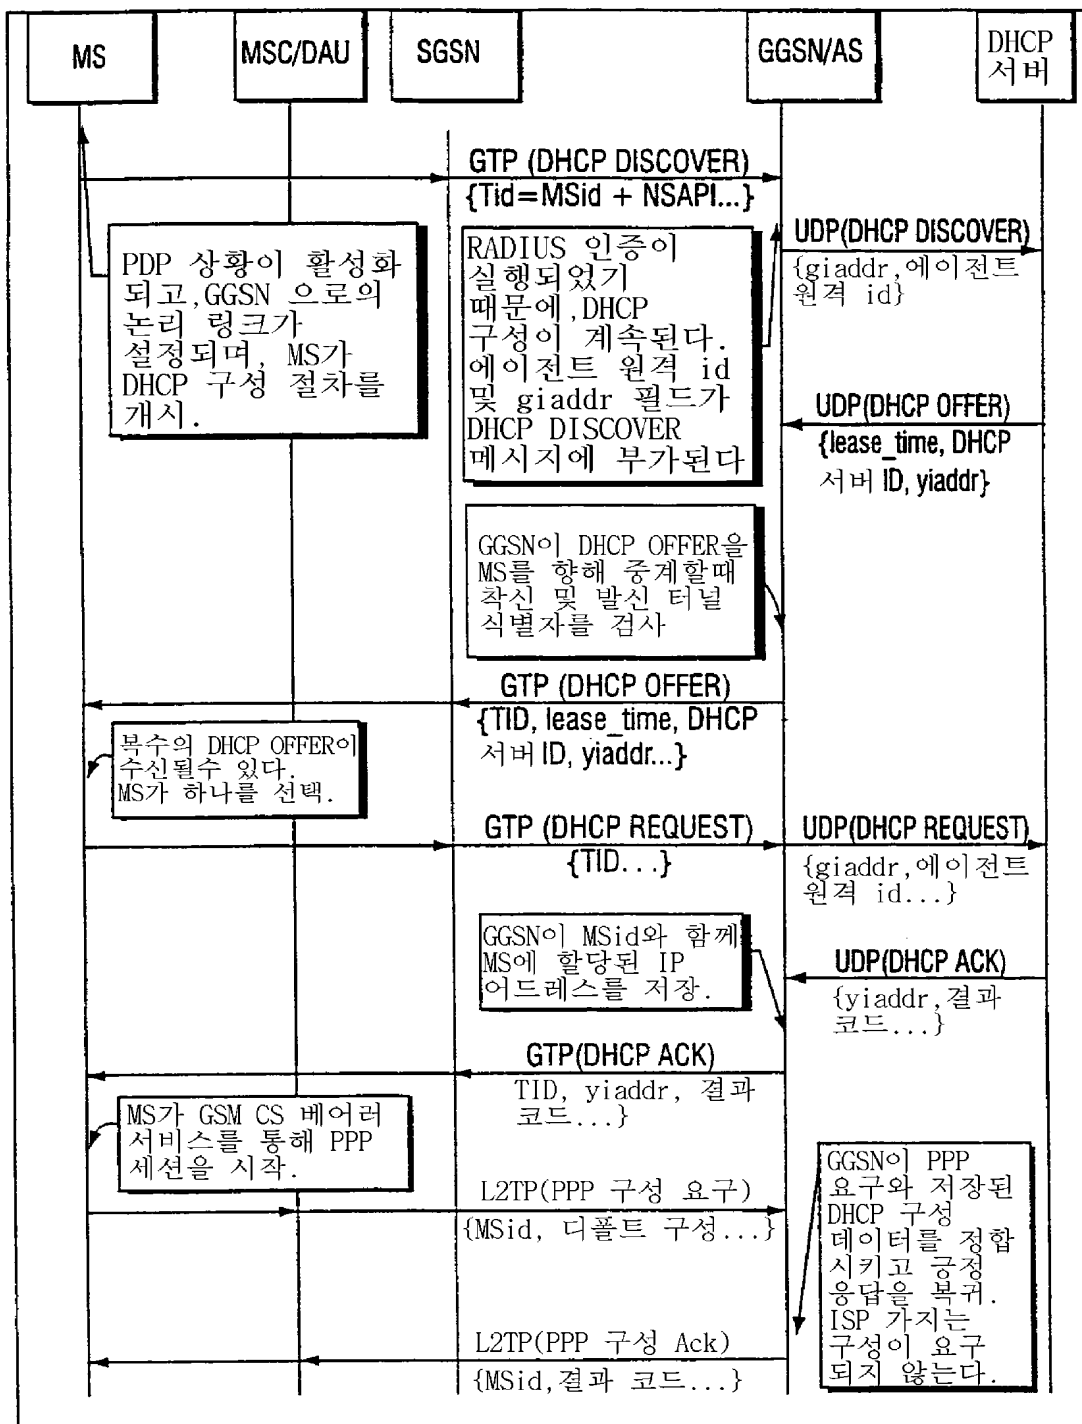 MS
MSC/DAU
SGSN
GGSN/AS
DHCP
서버
GTP (DHCP DISCOVER)
{Tid=MSid + NSAPI...}
PDP 상황이 활성화
되고,GGSN 으로의
논리 링크가
설정되며, MS가
DHCP 구성 절차를
개시.
RADIUS 인증이
실행되었기
때문에,DHCP
구성이 계속된다.
에이전트 원격 id
및 giaddr 필드가
DHCP DISCOVER
메시지에 부가된다
UDP(DHCP DISCOVER)
{giaddr,에이전트
원격 id}
UDP(DHCP OFFER)
{lease_time, DHCP
서버 ID, yiaddr}
GGSN이 DHCP OFFER을
MS를 향해 중계할때
착신 및 발신 터널
식별자를 검사
GTP (DHCP OFFER)
{TID, lease_time, DHCP
서버 ID, yiaddr...}
복수의 DHCP OFFER이
수신될수 있다.
MS가 하나를 선택.
GTP (DHCP REQUEST)
{TID...}
UDP(DHCP REQUEST)
{giaddr,에이전트
원격 id...}
GGSN이 MSid와 함께
MS에 할당된 IP
어드레스를 저장.
UDP(DHCP ACK)
{yiaddr,결과
코드...}
GTP(DHCP ACK)
TID, yiaddr, 결과
코드...}
MS가 GSM CS 베어러
서비스를 통해 PPP
세션을 시작.
L2TP(PPP 구성 요구)
{MSid, 디폴트 구성...}
GGSN이 PPP
요구와 저장된
DHCP 구성
데이터를 정합
시키고 긍정
응답을 복귀.
ISP 가지는
구성이 요구
되지 않는다.
L2TP(PPP 구성 Ack)
{MSid,결과 코드...}